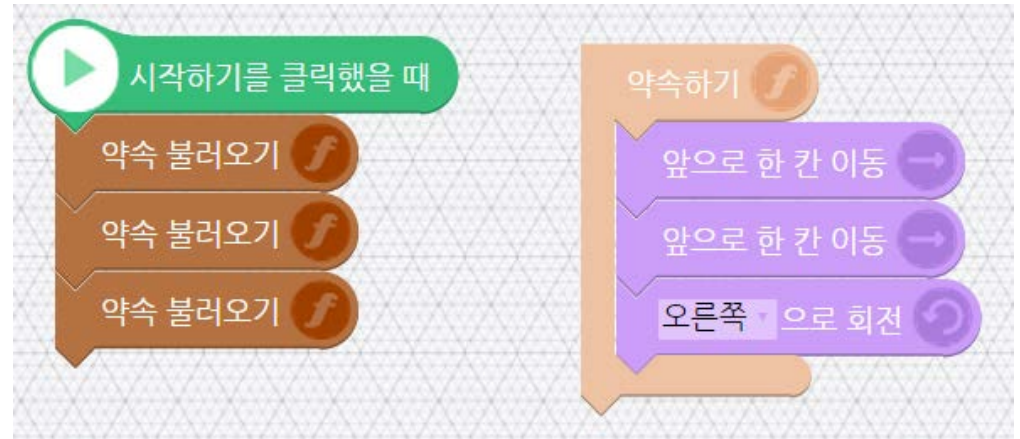 시작하기를 클릭했을 때
약속 불러오기 f
약속 불러오기 f
약속 불러오기 f
약속하기 f
앞으로 한 칸 이동
앞으로 한 칸 이동
오른쪽 으로 회전